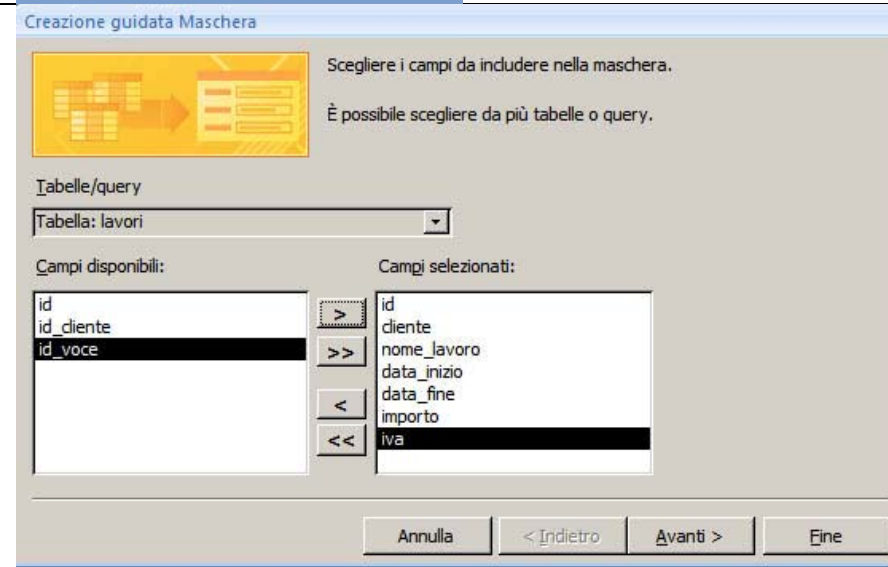 Creazione guidata Maschera
Scegliere i campi da includere nella maschera.
È possibile scegliere da più tabelle o query.
Tabelle/query
Tabella: lavori
Campi disponibili:
Campi selezionati:
id
id_cliente
id_voce
>
>>
<
<<
id
cliente
nome_lavoro
data_inizio
data_fine
importo
iva
Annulla
< Indietro
Avanti >
Fine